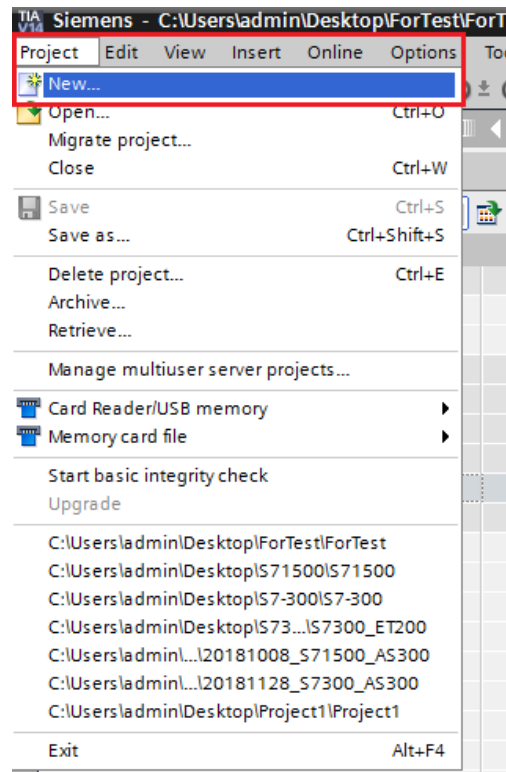 TIA V14 Siemens - C:\Users\admin\Desktop\ForTest\ForT
Project Edit View Insert Online Options To
New...
Open... Ctrl+O
Migrate project...
Close Ctrl+W
Save Ctrl+S
Save as... Ctrl+Shift+S
Delete project... Ctrl+E
Archive...
Retrieve...
Manage multiuser server projects...
Card Reader/USB memory
Memory card file
Start basic integrity check
Upgrade
C:\Users\admin\Desktop\ForTest\ForTest
C:\Users\admin\Desktop\S71500\S71500
C:\Users\admin\Desktop\S7-300\S7-300
C:\Users\admin\Desktop\S73...\S7300_ET200
C:\Users\admin\...\20181008_S71500_AS300
C:\Users\admin\...\20181128_S7300_AS300
C:\Users\admin\Desktop\Project1\Project1
Exit Alt+F4